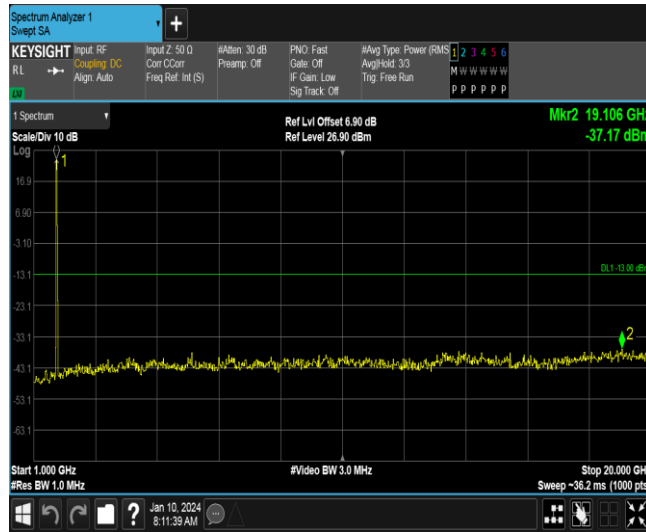 Spectrum Analyzer 1
Swept SA
KEYSIGHT
RL
LXI
Input: RF
Coupling: DC
Align: Auto
Input Z: 50 Ω
Corr CCorr
Freq Ref: Int (S)
#Atten: 30 dB
Preamp: Off
PNO: Fast
Gate: Off
IF Gain: Low
Sig Track: Off
#Avg Type: Power (RMS
Avg|Hold: 3/3
Trig: Free Run
1 2 3 4 5 6
M W W W W W
P P P P P P
1 Spectrum
Scale/Div 10 dB
Log
Ref Lvl Offset 6.90 dB
Ref Level 26.90 dBm
Mkr2 19.106 GHz
-37.17 dBm
1
16.9
6.90
-3.10
-13.1
DL1 -13.00 dBm
-23.1
-33.1
2
-43.1
-53.1
-63.1
Start 1.000 GHz
#Res BW 1.0 MHz
#Video BW 3.0 MHz
Stop 20.000 GHz
Sweep ~36.2 ms (1000 pts)
?
Jan 10, 2024
8:11:39 AM